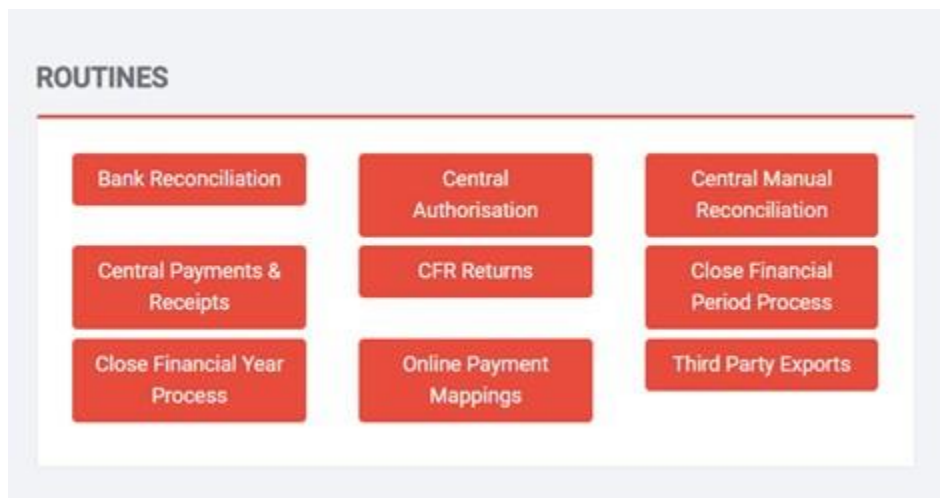 ROUTINES
Bank Reconciliation
Central
Authorisation
Central Manual
Reconciliation
Central Payments &
Receipts
CFR Returns
Close Financial
Period Process
Close Financial Year
Process
Online Payment
Mappings
Third Party Exports